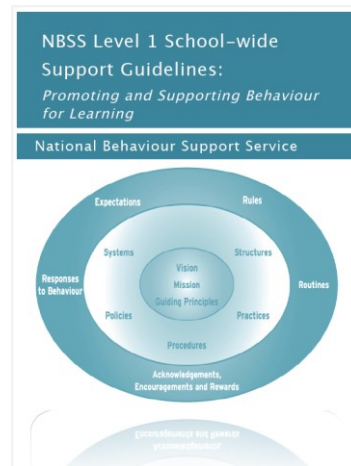 NBSS Level 1 School-wide
Support Guidelines:
Promoting and Supporting Behaviour
for Learning
National Behaviour Support Service
Expectations
Rules
Systems
Structures
Vision
Responses
to Behaviour
Mission
Routines
Guiding Principles
Policies
Practices
Procedures
Acknowledgements,
Encouragements and Rewards